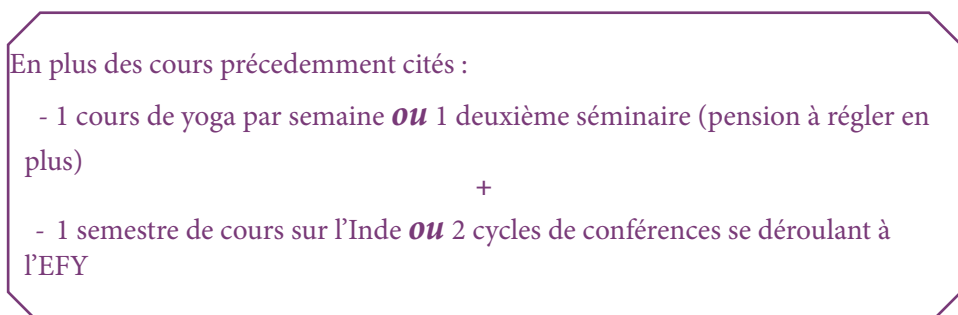 En plus des cours précedemment cités :
- 1 cours de yoga par semaine ou 1 deuxième séminaire (pension à régler en
plus)
+
- 1 semestre de cours sur l'Inde ou 2 cycles de conférences se déroulant à
l'EFY